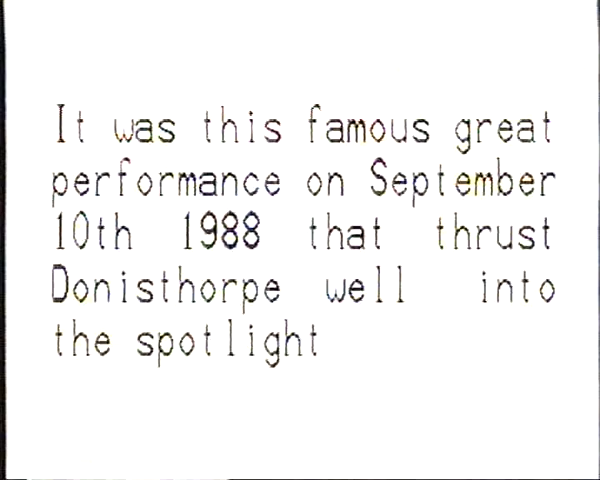 It was this famous great
performance on September
10th 1988 that thrust
Donisthorpe well into
the spotlight